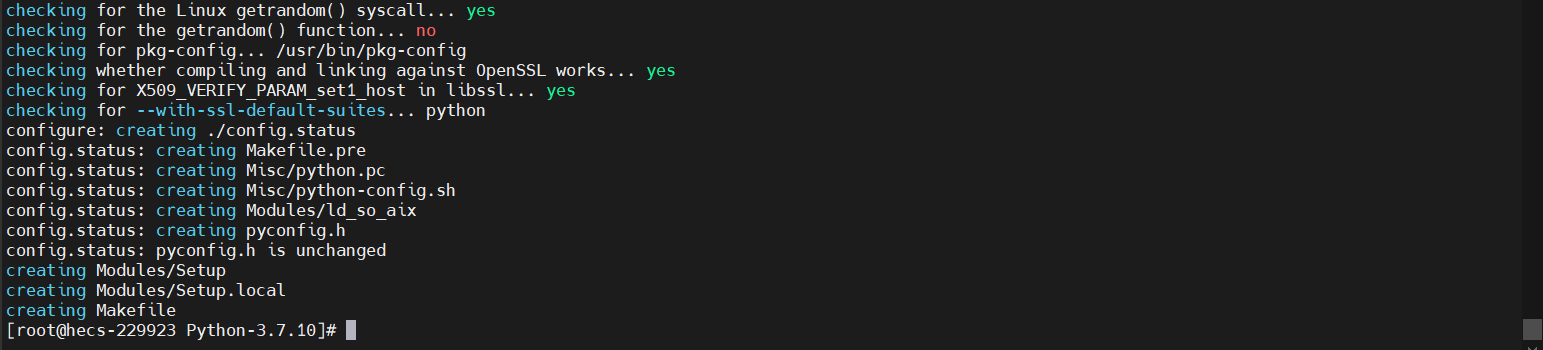 checking for the Linux getrandom() syscall... yes
checking for the getrandom() function... no
checking for pkg-config... /usr/bin/pkg-config
checking whether compiling and linking against OpenSSL works... yes
checking for X509_VERIFY_PARAM_set1_host in libssl... yes
checking for --with-ssl-default-suites... python
configure: creating ./config.status
config.status: creating Makefile.pre
config.status: creating Misc/python.pc
config.status: creating Misc/python-config.sh
config.status: creating Modules/ld_so_aix
config.status: creating pyconfig.h
config.status: pyconfig.h is unchanged
creating Modules/Setup
creating Modules/Setup.local
creating Makefile
[root@hecs-229923 Python-3.7.10]#